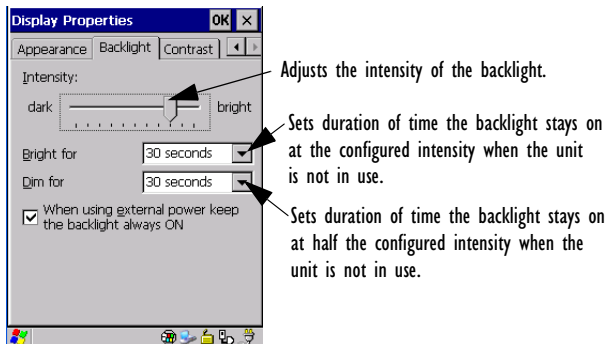 Display Properties OK ×
Appearance Backlight Contrast
Intensity:
dark bright
Bright for 30 seconds
Dim for 30 seconds
When using external power keep
the backlight always ON
Adjusts the intensity of the backlight.
Sets duration of time the backlight stays on
at the configured intensity when the unit
is not in use.
Sets duration of time the backlight stays on
at half the configured intensity when the
unit is not in use.